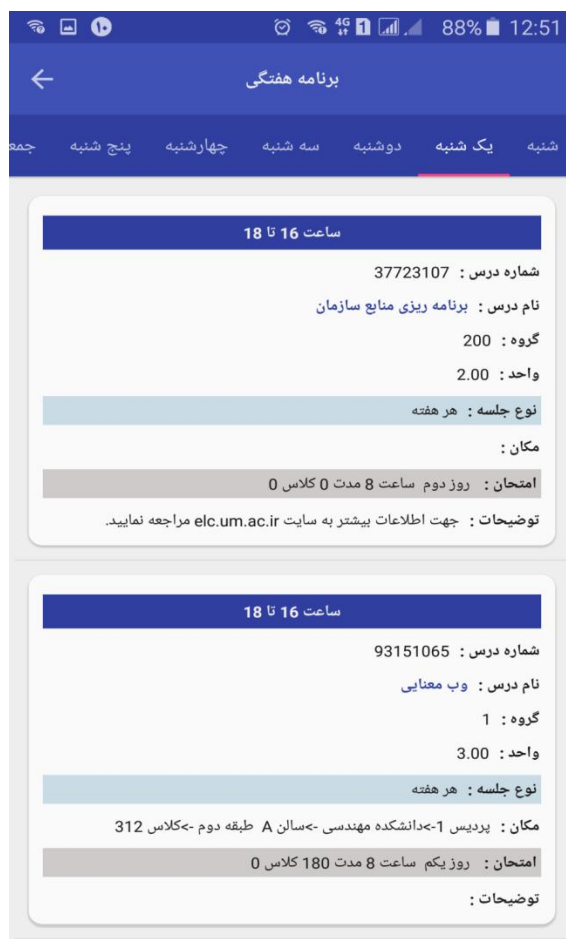 ۱۰ 4G 1 88% 12:51
برنامه هفتگی
شنبه یک شنبه دوشنبه سه شنبه چهارشنبه پنج شنبه جمع
ساعت 16 تا 18
شماره درس : 37723107
نام درس : برنامه ریزی منابع سازمان
گروه : 200
واحد : 2.00
نوع جلسه : هر هفته
مکان :
امتحان : روز دوم ساعت 8 مدت 0 کلاس 0
توضیحات : جهت اطلاعات بیشتر به سایت elc.um.ac.ir مراجعه نمایید.
ساعت 16 تا 18
شماره درس : 93151065
نام درس : وب معنایی
گروه : 1
واحد : 3.00
نوع جلسه : هر هفته
مکان : پردیس 1->دانشکده مهندسی ->سالن A طبقه دوم ->کلاس 312
امتحان : روز یکم ساعت 8 مدت 180 کلاس 0
توضیحات :